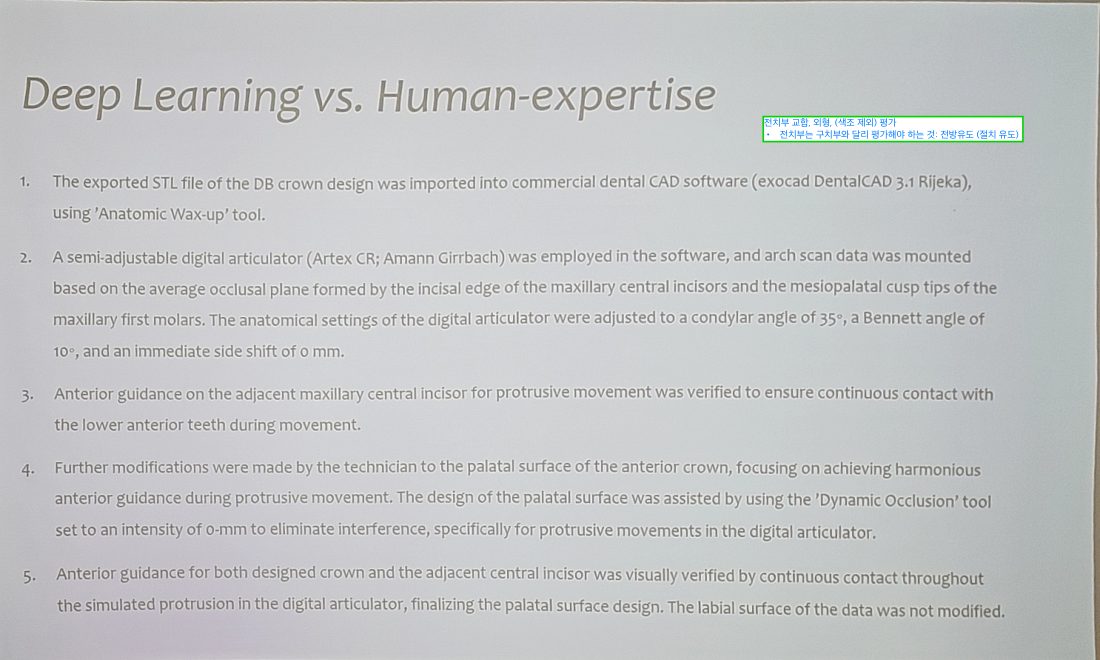 Deep Learning vs. Human-expertise
전치부 교합, 외형, (색조 제외) 평가
• 전치부는 구치부와 달리 평가해야 하는 것: 전방유도 (절치 유도)
1. The exported STL file of the DB crown design was imported into commercial dental CAD software (exocad DentalCAD 3.1 Rijeka),
using 'Anatomic Wax-up' tool.
2. A semi-adjustable digital articulator (Artex CR; Amann Girrbach) was employed in the software, and arch scan data was mounted
based on the average occlusal plane formed by the incisal edge of the maxillary central incisors and the mesiopalatal cusp tips of the
maxillary first molars. The anatomical settings of the digital articulator were adjusted to a condylar angle of 35°, a Bennett angle of
10°, and an immediate side shift of 0 mm.
3. Anterior guidance on the adjacent maxillary central incisor for protrusive movement was verified to ensure continuous contact with
the lower anterior teeth during movement.
4. Further modifications were made by the technician to the palatal surface of the anterior crown, focusing on achieving harmonious
anterior guidance during protrusive movement. The design of the palatal surface was assisted by using the 'Dynamic Occlusion' tool
set to an intensity of 0-mm to eliminate interference, specifically for protrusive movements in the digital articulator.
5. Anterior guidance for both designed crown and the adjacent central incisor was visually verified by continuous contact throughout
the simulated protrusion in the digital articulator, finalizing the palatal surface design. The labial surface of the data was not modified.